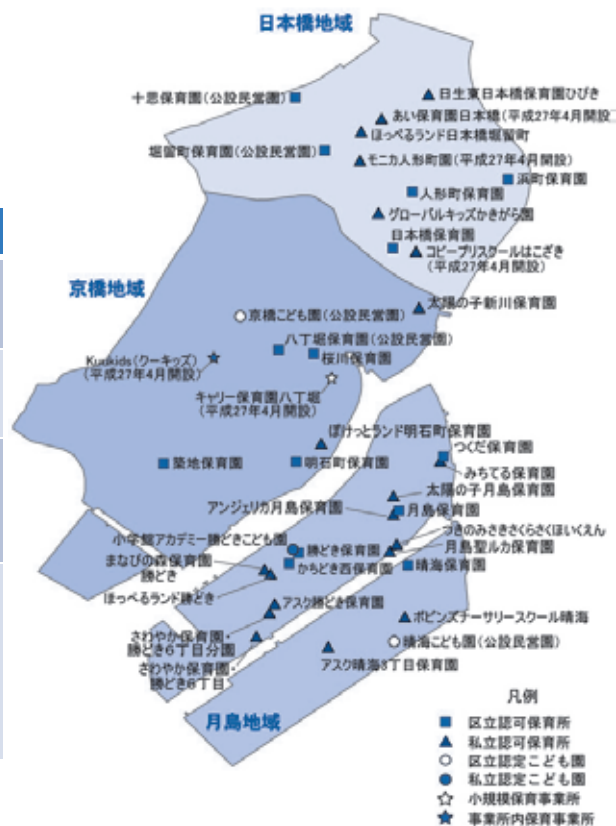 日本橋地域
十思保育園(公設民営園)
日生東日本橋保育園ひびき
あい保育園日本橋(平成27年4月開設)
ほっぺるランド日本橋堀留町
堀留町保育園(公設民営園)
モニカ人形町園(平成27年4月開設)
浜町保育園
人形町保育園
グローバルキッズかきがら園
日本橋保育園
コビープリスクールはこざき
(平成27年4月開設)
京橋地域
太陽の子新川保育園
京橋こども園(公設民営園)
八丁堀保育園(公設民営園)
Kuukids(クーキッズ)
(平成27年4月開設)
桜川保育園
キャリー保育園八丁堀
(平成27年4月開設)
ぽけっとランド明石町保育園
つくだ保育園
築地保育園
明石町保育園
みちてる保育園
太陽の子月島保育園
アンジェリカ月島保育園
月島保育園
つきのみさきさくらさくほいくえん
小学館アカデミー勝どきこども園
勝どき保育園
月島聖ルカ保育園
まなびの森保育園
勝どき
かちどき西保育園
晴海保育園
ほっぺるランド勝どき
アスク勝どき保育園
ポピンズナーサリースクール晴海
さわやか保育園・
勝どき6丁目分園
晴海こども園(公設民営園)
さわやか保育園・
勝どき6丁目
アスク晴海3丁目保育園
月島地域
凡例
区立認可保育所
私立認可保育所
区立認定こども園
私立認定こども園
小規模保育事業所
事業所内保育事業所